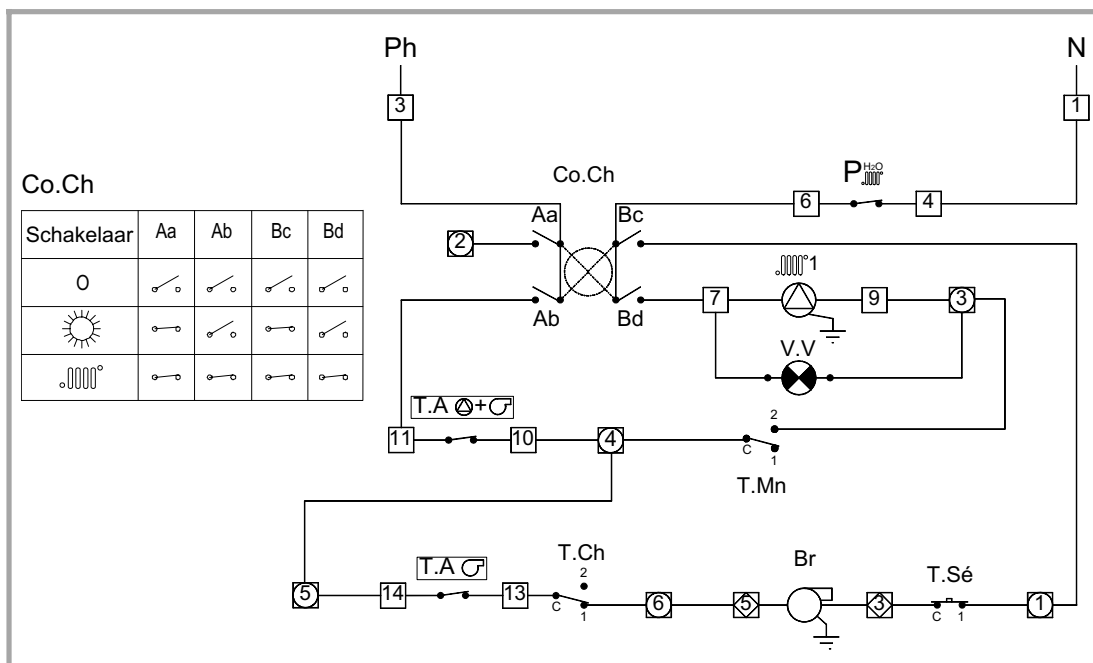 Ph N
3 1
Co.Ch
P H2O
6 4
Co.Ch
Aa Bc
2
Schakelaar Aa Ab Bc Bd
O
1
7 9 3
Ab Bd
V.V
T.A +
2
11 10 4
C 1
T.Mn
T.A
T.Ch
Br
T.Sé
2
5 14 13 6 5 3 1
C 1 C 1